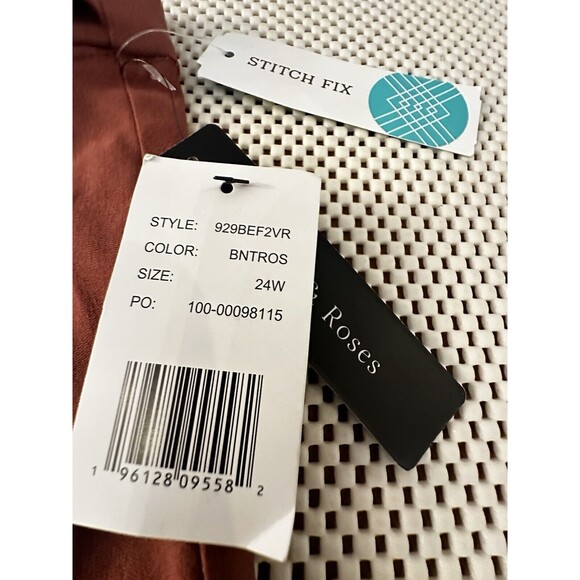 STITCH FIX
STYLE: 929BEF2VR
COLOR: BNTROS
SIZE: 24W
PO: 100-00098115
Roses
1 96128 09558 2